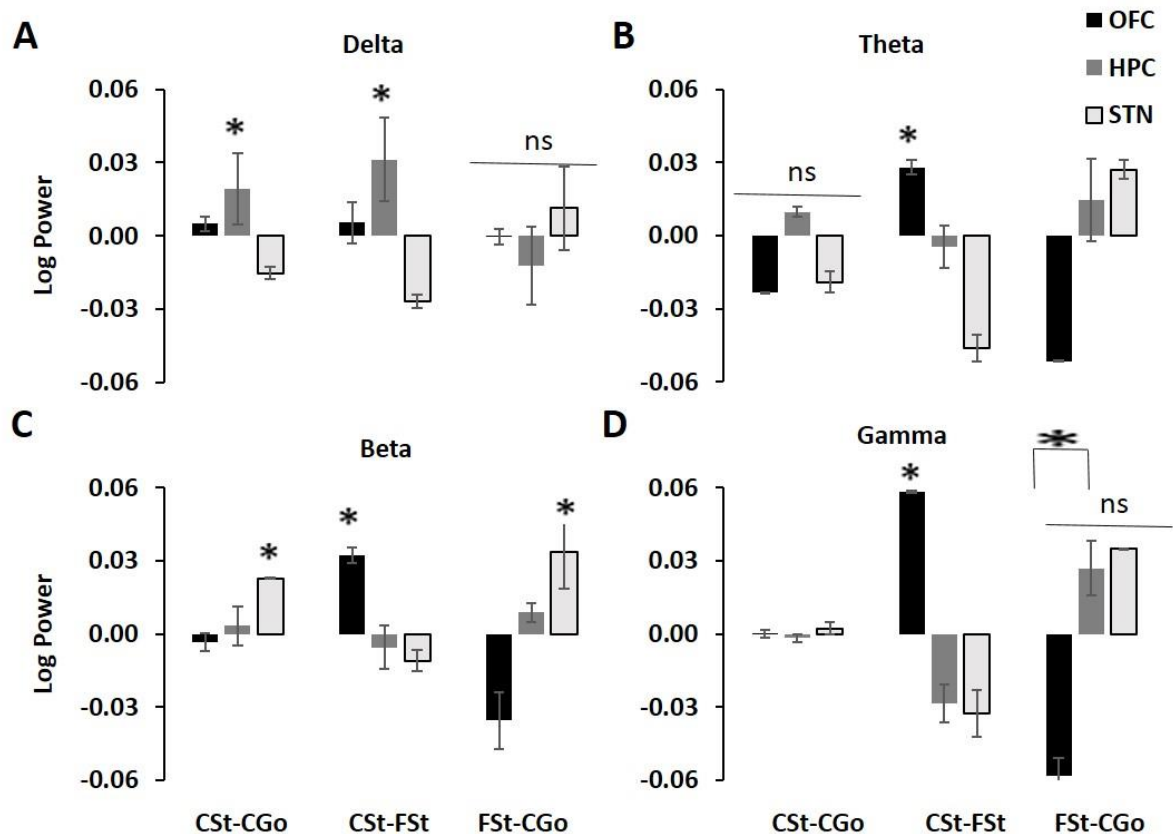 A
Delta
B
Theta
OFC
HPC
STN
0.06
0.03
0.00
-0.03
-0.06
Log Power
*
*
ns
0.06
0.03
0.00
-0.03
-0.06
ns
*
C
Beta
D
Gamma
0.06
0.03
0.00
-0.03
-0.06
Log Power
*
*
*
0.06
0.03
0.00
-0.03
-0.06
*
*
ns
CSt-CGo CSt-FSt FSt-CGo
CSt-CGo CSt-FSt FSt-CGo